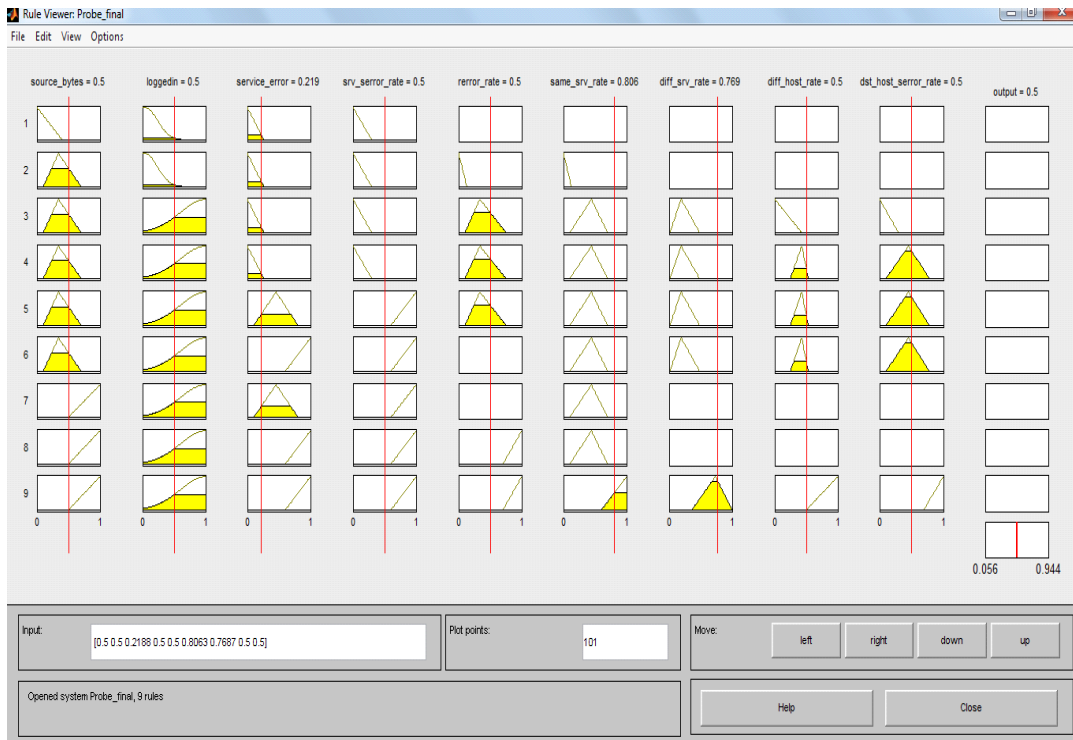 Rule Viewer: Probe_final
File Edit View Options
source_bytes = 0.5 loggedin = 0.5 service_error = 0.219 srv_serror_rate = 0.5 rerror_rate = 0.5 same_srv_rate = 0.806 diff_srv_rate = 0.769 diff_host_rate = 0.5 dst_host_serror_rate = 0.5 output = 0.5
1
2
3
4
5
6
7
8
9
0 1 0 1 0 1 0 1 0 1 0 1 0 1 0 1 0 1
0.056 0.944
Input: [0.5 0.5 0.2188 0.5 0.5 0.8063 0.7687 0.5 0.5]
Plot points: 101
Move: left right down up
Opened system Probe_final, 9 rules
Help Close